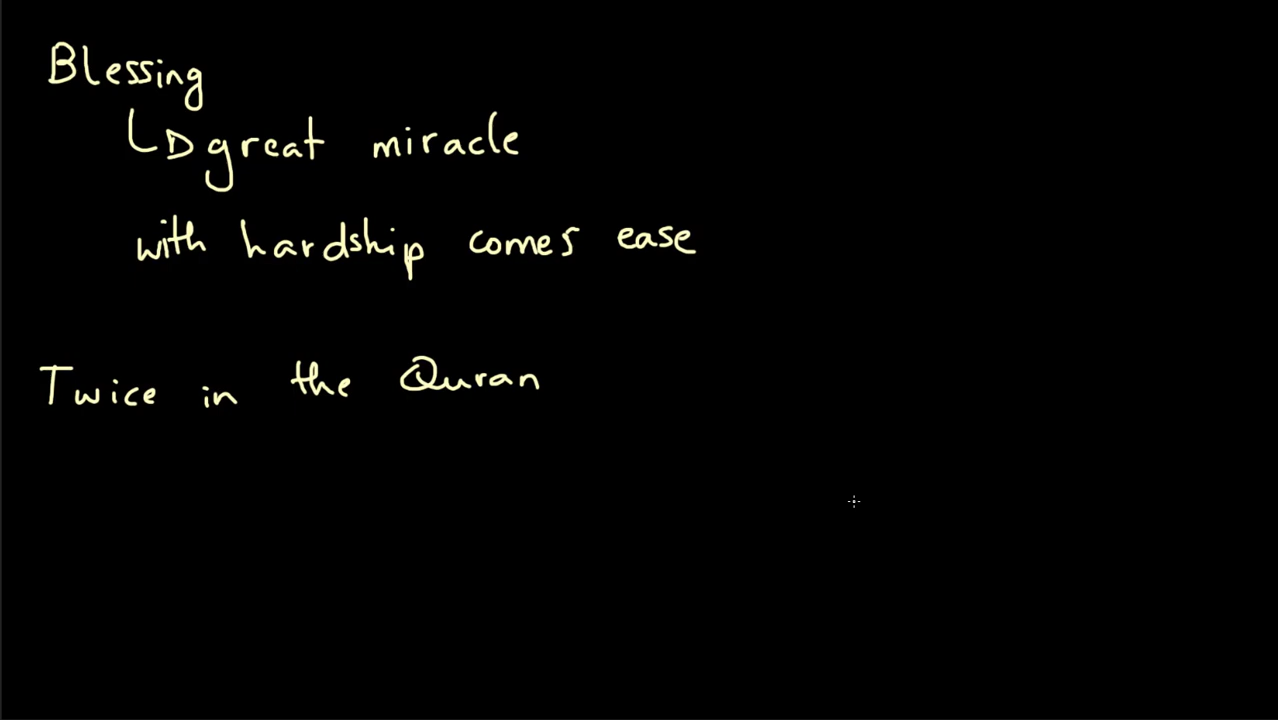 Blessing
↳ great miracle
with hardship comes ease
Twice in the Quran